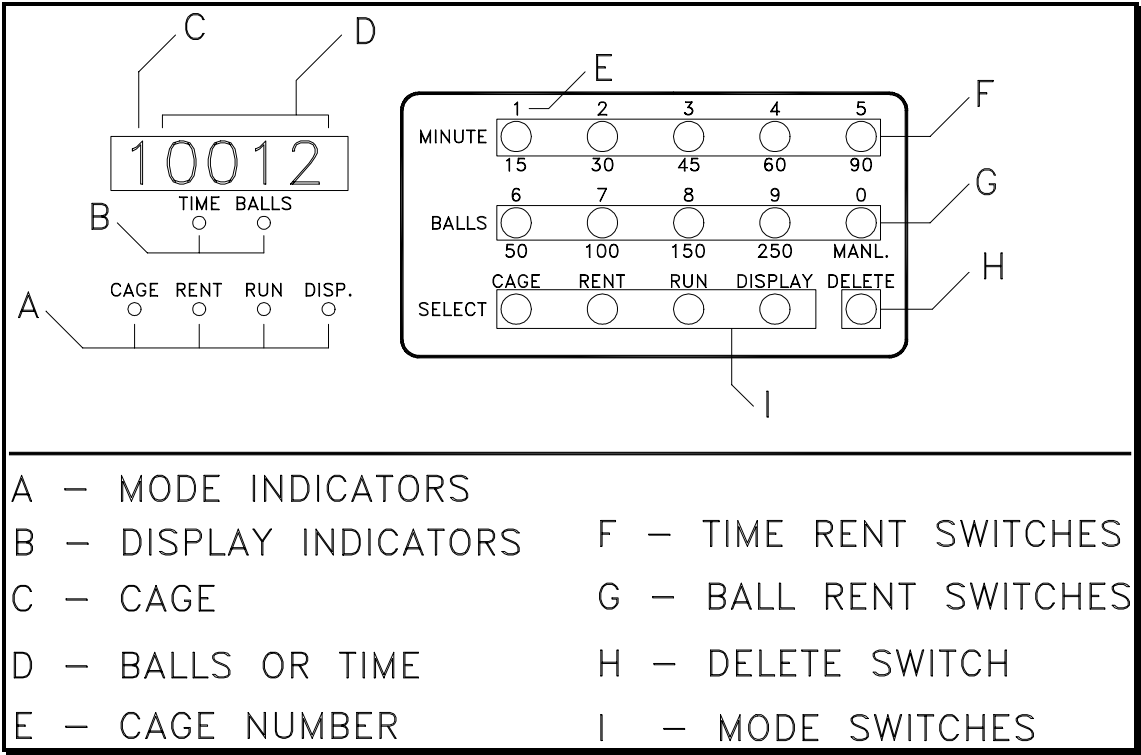 C
D
E
1 2 3 4 5
F
MINUTE
10012
15 30 45 60 90
TIME BALLS
6 7 8 9 0
G
B
BALLS
50 100 150 250 MANL.
H
CAGE RENT RUN DISPLAY DELETE
CAGE RENT RUN DISP.
A
SELECT
I
A – MODE INDICATORS
B – DISPLAY INDICATORS
C – CAGE
D – BALLS OR TIME
E – CAGE NUMBER
F – TIME RENT SWITCHES
G – BALL RENT SWITCHES
H – DELETE SWITCH
I – MODE SWITCHES